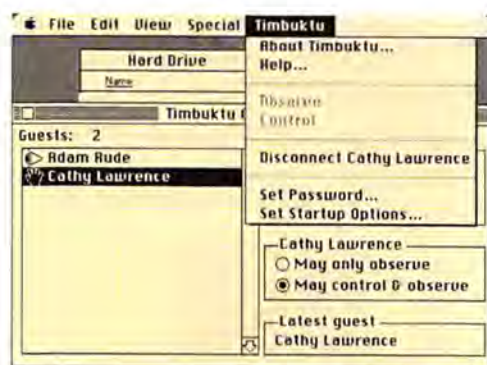 File Edit View Special Timbuktu
About Timbuktu...
Help...
Observe
Control
Disconnect Cathy Lawrence
Set Password...
Set Startup Options...
Hard Drive
Name
Timbuktu
Guests: 2
Adam Rude
Cathy Lawrence
Cathy Lawrence
May only observe
May control & observe
Latest guest
Cathy Lawrence